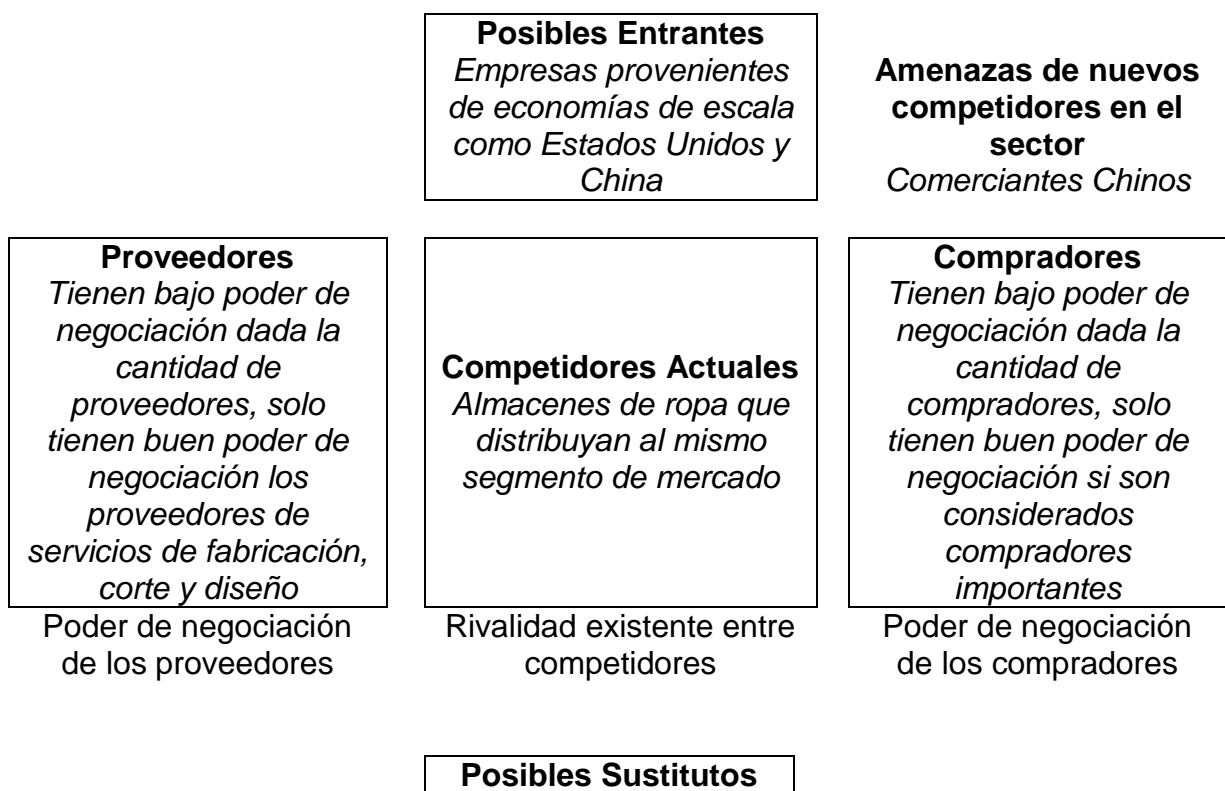 Posibles Entrantes
Empresas provenientes
de economías de escala
como Estados Unidos y
China
Amenazas de nuevos
competidores en el
sector
Comerciantes Chinos
Proveedores
Tienen bajo poder de
negociación dada la
cantidad de
proveedores, solo
tienen buen poder de
negociación los
proveedores de
servicios de fabricación,
corte y diseño
Competidores Actuales
Almacenes de ropa que
distribuyan al mismo
segmento de mercado
Compradores
Tienen bajo poder de
negociación dada la
cantidad de
compradores, solo
tienen buen poder de
negociación si son
considerados
compradores
importantes
Poder de negociación
de los proveedores
Rivalidad existente entre
competidores
Poder de negociación
de los compradores
Posibles Sustitutos